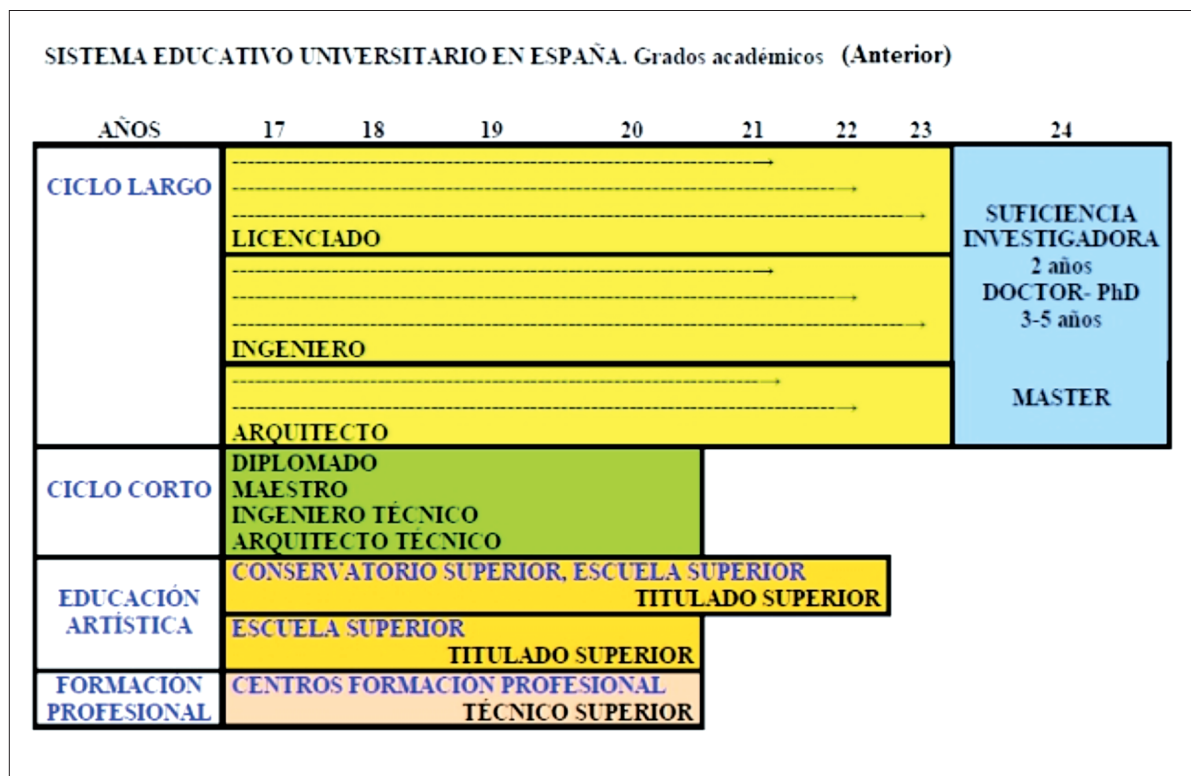 SISTEMA EDUCATIVO UNIVERSITARIO EN ESPAÑA. Grados académicos (Anterior)
AÑOS 17 18 19 20 21 22 23 24
CICLO LARGO
LICENCIADO
INGENIERO
ARQUITECTO
SUFICIENCIA
INVESTIGADORA
2 años
DOCTOR- PhD
3-5 años
MASTER
CICLO CORTO
DIPLOMADO
MAESTRO
INGENIERO TÉCNICO
ARQUITECTO TÉCNICO
EDUCACIÓN
ARTÍSTICA
CONSERVATORIO SUPERIOR, ESCUELA SUPERIOR
TITULADO SUPERIOR
ESCUELA SUPERIOR
TITULADO SUPERIOR
FORMACIÓN
PROFESIONAL
CENTROS FORMACIÓN PROFESIONAL
TÉCNICO SUPERIOR